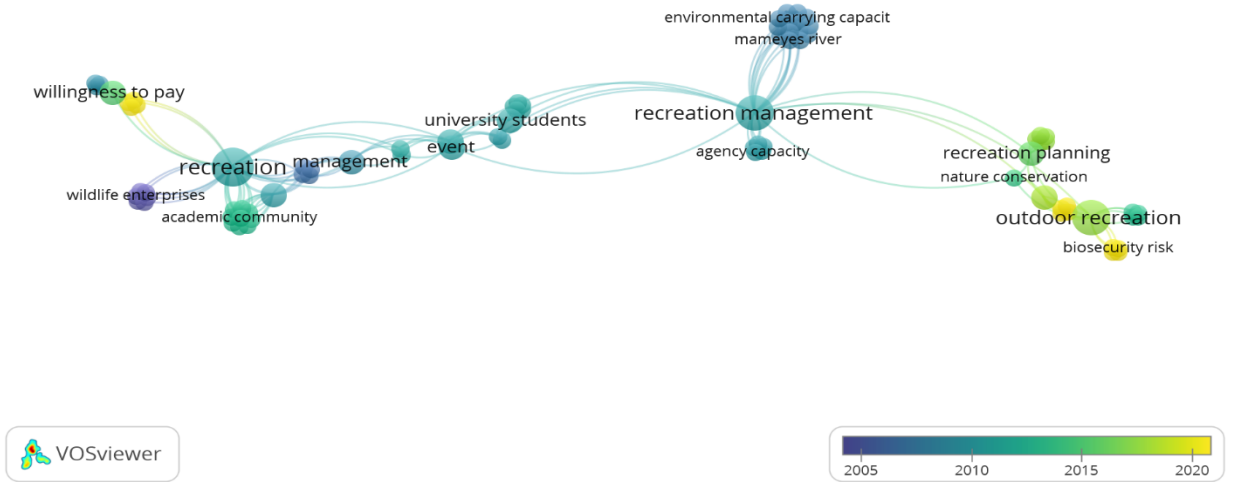 environmental carrying capacit
mameyes river
willingness to pay
university students
recreation management
event
agency capacity
recreation planning
recreation
management
nature conservation
wildlife enterprises
academic community
outdoor recreation
biosecurity risk
VOSviewer
2005
2010
2015
2020